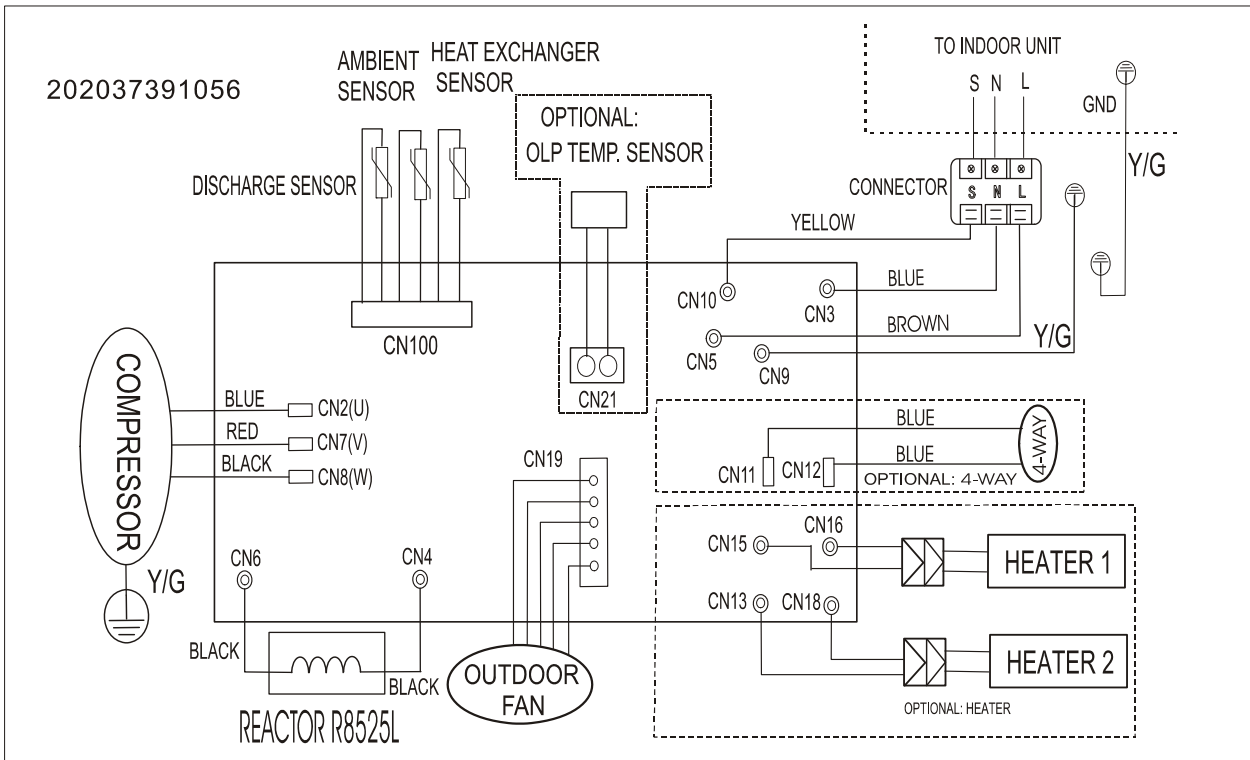 202037391056
AMBIENT
SENSOR
HEAT EXCHANGER
SENSOR
DISCHARGE SENSOR
OPTIONAL:
OLP TEMP. SENSOR
TO INDOOR UNIT
S N L
GND
Y/G
CONNECTOR
S N L
YELLOW
BLUE
BROWN
Y/G
CN10
CN3
CN5
CN9
CN100
CN21
COMPRESSOR
BLUE
CN2(U)
RED
CN7(V)
BLACK
CN8(W)
Y/G
CN19
BLUE
BLUE
CN11
CN12
4-WAY
OPTIONAL: 4-WAY
CN6
CN4
BLACK
BLACK
REACTOR R8525L
OUTDOOR
FAN
CN15
CN16
HEATER 1
CN13
CN18
HEATER 2
OPTIONAL: HEATER